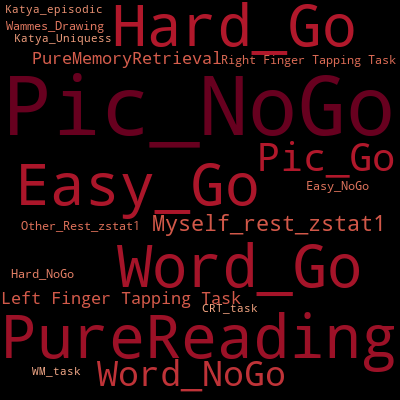 Katya_episodic
Hard_Go
Wammes_Drawing
Katya_Uniquess
PureMemoryRetrieval
Right Finger Tapping Task
Pic_NoGo
Pic_Go
Easy_Go
Easy_NoGo
Other_Rest_zstat1
Myself_rest_zstat1
Word_Go
Hard_NoGo
Left Finger Tapping Task
CRT_task
PureReading
WM_task
Word_NoGo